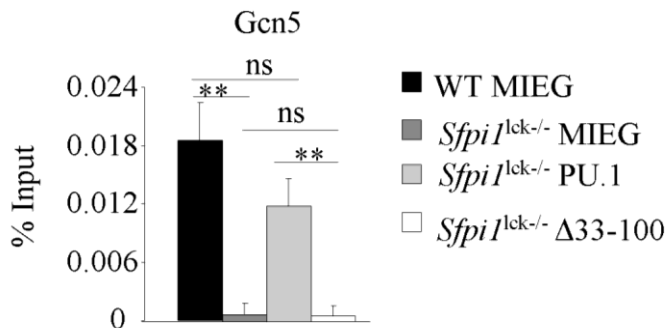 Gcn5
ns
**
ns
**
0.024
0.018
0.012
0.006
0
% Input
WT MIEG
Sfpi1lck-/- MIEG
Sfpi1lck-/- PU.1
Sfpi1lck-/- Δ33-100